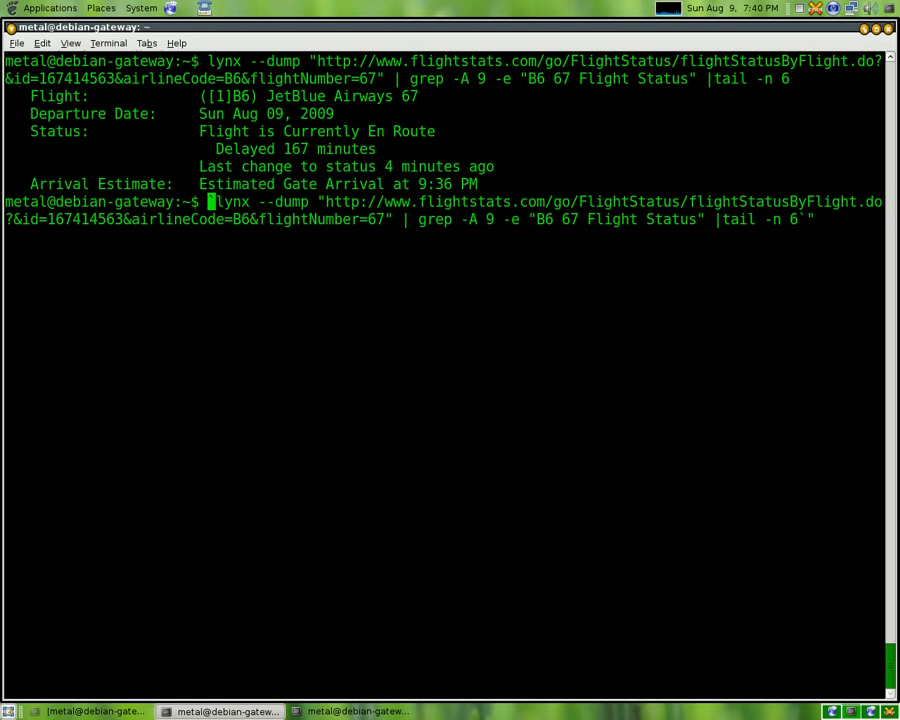 Applications Places System Sun Aug 9, 7:40 PM
metal@debian-gateway: ~
File Edit View Terminal Tabs Help
metal@debian-gateway:~$ lynx --dump "http://www.flightstats.com/go/FlightStatus/flightStatusByFlight.do?
&id=167414563&airlineCode=B6&flightNumber=67" | grep -A 9 -e "B6 67 Flight Status" |tail -n 6
Flight: ([1]B6) JetBlue Airways 67
Departure Date: Sun Aug 09, 2009
Status: Flight is Currently En Route
Delayed 167 minutes
Last change to status 4 minutes ago
Arrival Estimate: Estimated Gate Arrival at 9:36 PM
metal@debian-gateway:~$ `lynx --dump "http://www.flightstats.com/go/FlightStatus/flightStatusByFlight.do
?&id=167414563&airlineCode=B6&flightNumber=67" | grep -A 9 -e "B6 67 Flight Status" |tail -n 6`"
[metal@debian-gate... metal@debian-gatew... metal@debian-gatew...